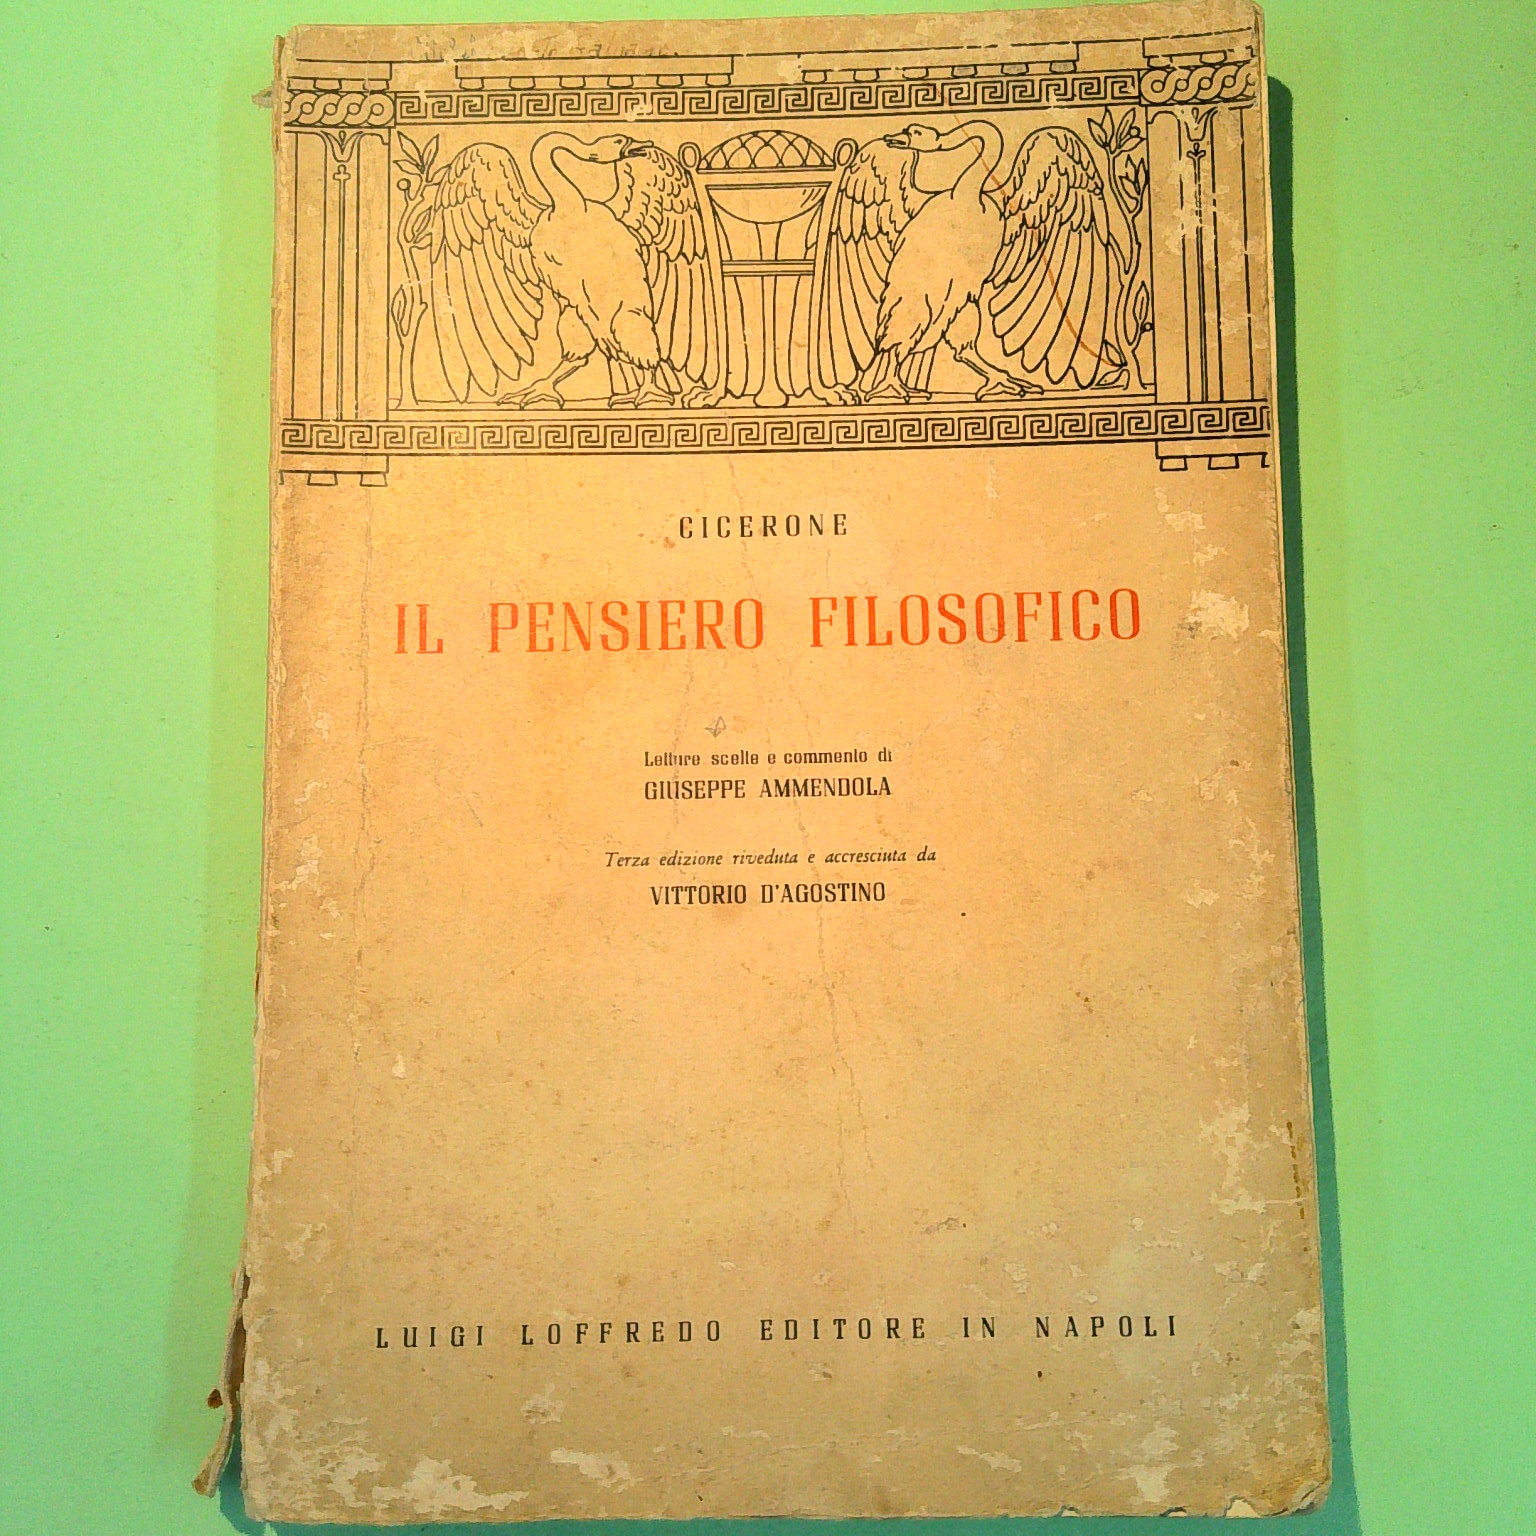 CICERONE
IL PENSIERO FILOSOFICO
Letture scelte e commento di
GIUSEPPE AMMENDOLA
Terza edizione riveduta e accresciuta da
VITTORIO D'AGOSTINO
LUIGI LOFFREDO EDITORE IN NAPOLI